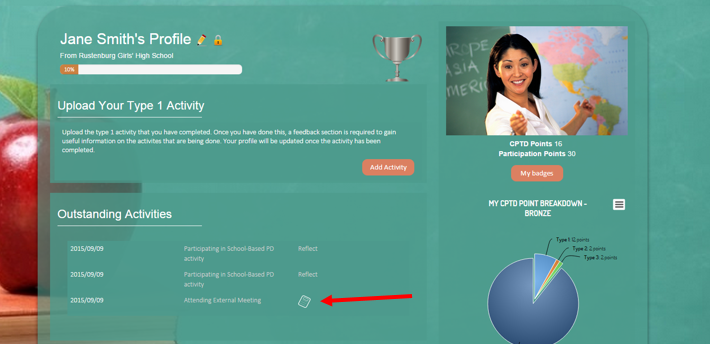 Jane Smith's Profile
From Rustenburg Girls' High School
10%
Upload Your Type 1 Activity
Upload the type 1 activity that you have completed. Once you have done this, a feedback section is required to gain
useful information on the activites that are being done. Your profile will be updated once the activity has been
completed.
Add Activity
Outstanding Activities
2015/09/09 Participating in School-Based PD Reflect
activity
2015/09/09 Participating in School-Based PD Reflect
activity
2015/09/09 Attending External Meeting
EUROPE
ASIA
AMERIC
CPTD Points 16
Participation Points 30
My badges
MY CPTD POINT BREAKDOWN -
BRONZE
Type 1: 12 points
Type 2: 2 points
Type 3: 2 points